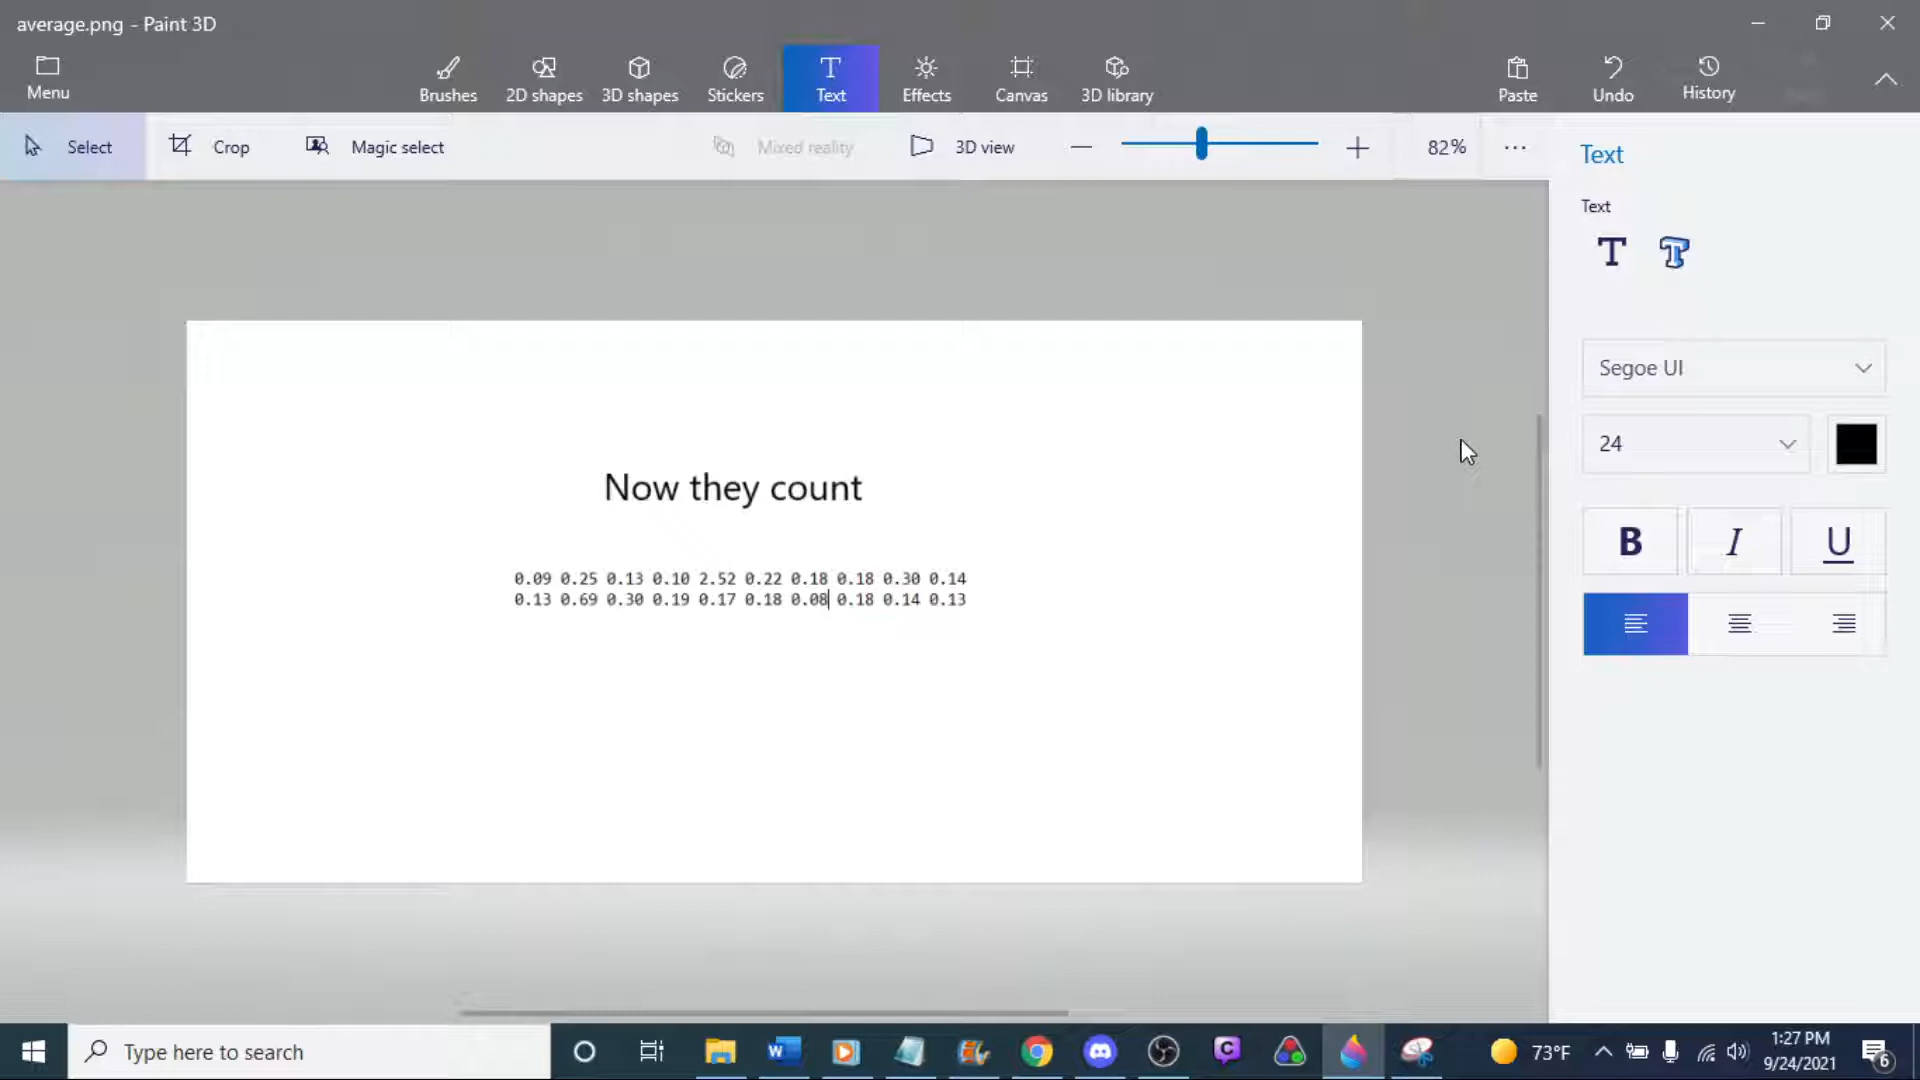 average.png - Paint 3D
Menu
Brushes
2D shapes
3D shapes
Stickers
Text
Effects
Canvas
3D library
Paste
Undo
History
Select
Crop
Magic select
Mixed reality
3D view
82%
Text
Text
T T
Segoe UI
24
B I U
Now they count
0.09 0.25 0.13 0.10 2.52 0.22 0.18 0.18 0.30 0.14
0.13 0.69 0.30 0.19 0.17 0.18 0.08 0.18 0.14 0.13
Type here to search
73°F
1:27 PM
9/24/2021
6